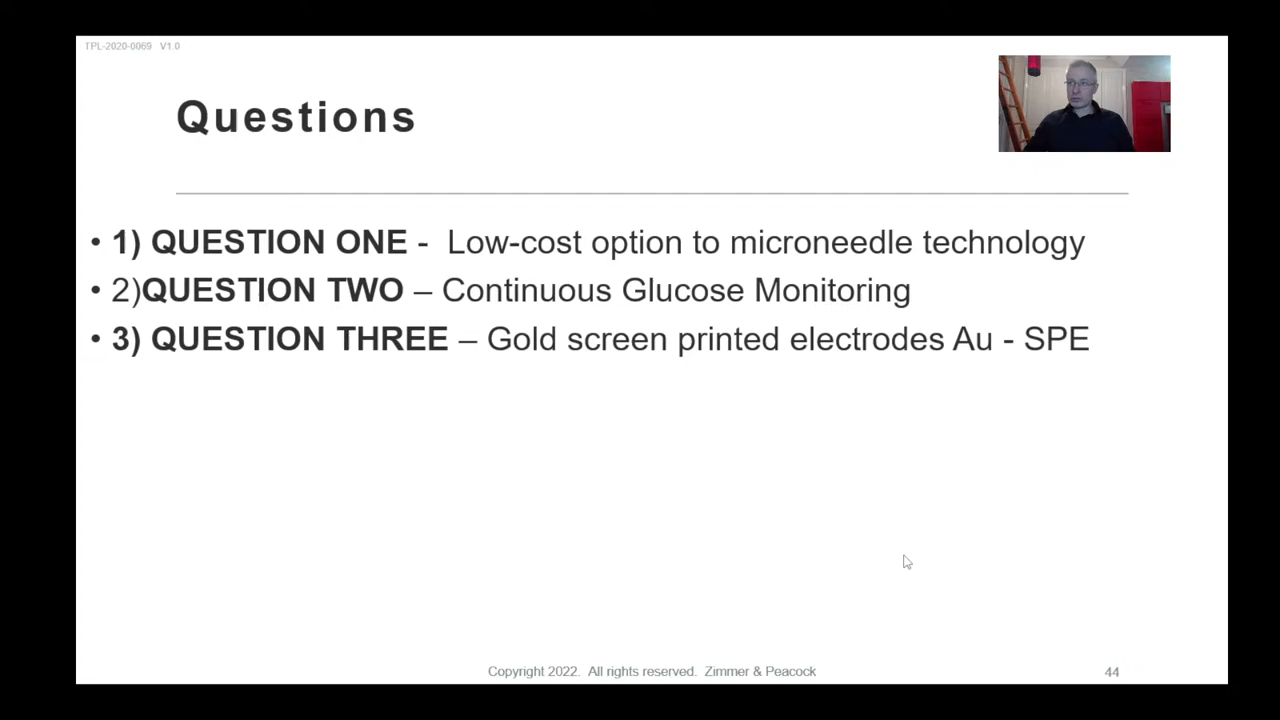 TPL-2020-0069 V1.0
Questions
• 1) QUESTION ONE - Low-cost option to microneedle technology
• 2)QUESTION TWO – Continuous Glucose Monitoring
• 3) QUESTION THREE – Gold screen printed electrodes Au - SPE
Copyright 2022. All rights reserved. Zimmer & Peacock 44